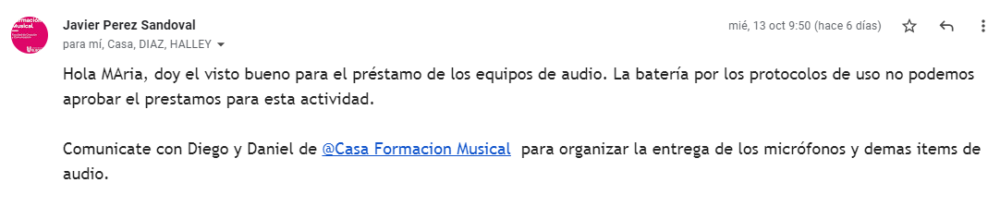 Formación
Musical
Javier Perez Sandoval
mié, 13 oct 9:50 (hace 6 días)
para mí, Casa, DIAZ, HALLEY
Hola MAria, doy el visto bueno para el préstamo de los equipos de audio. La batería por los protocolos de uso no podemos
aprobar el prestamos para esta actividad.
Comunicate con Diego y Daniel de @Casa Formacion Musical para organizar la entrega de los micrófonos y demas items de
audio.